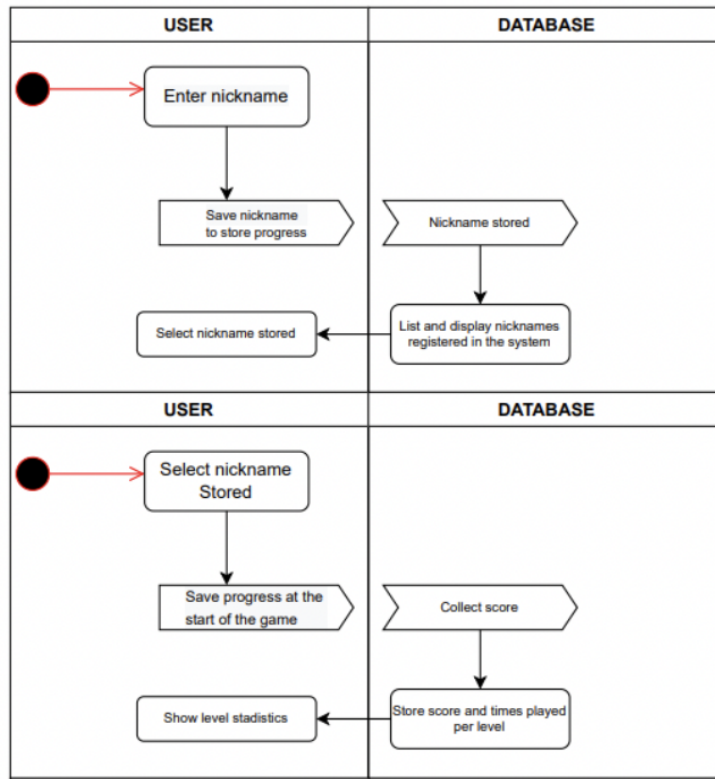 USER
DATABASE
Enter nickname
Save nickname
to store progress
Nickname stored
Select nickname stored
List and display nicknames
registered in the system
USER
DATABASE
Select nickname
Stored
Save progress at the
start of the game
Collect score
Show level stadistics
Store score and times played
per level